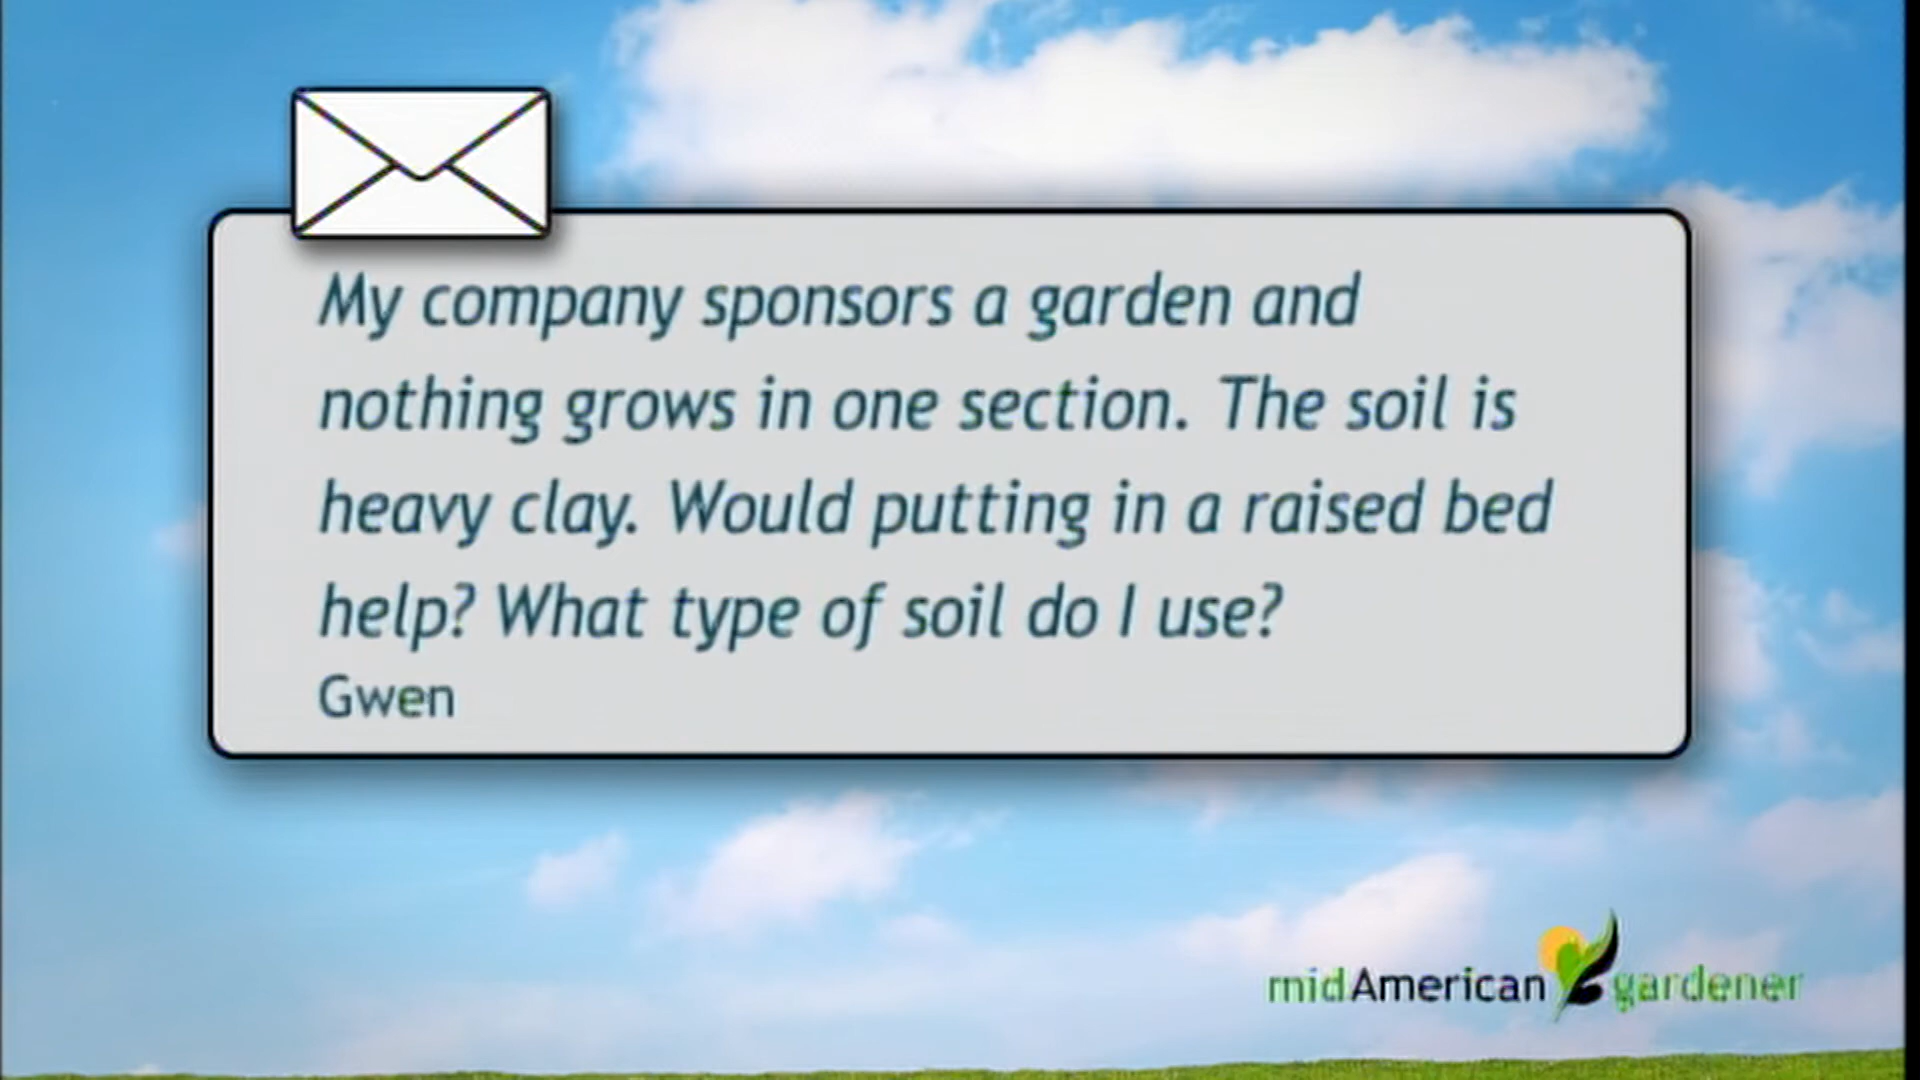 My company sponsors a garden and
nothing grows in one section. The soil is
heavy clay. Would putting in a raised bed
help? What type of soil do I use?
Gwen
midAmerican gardener